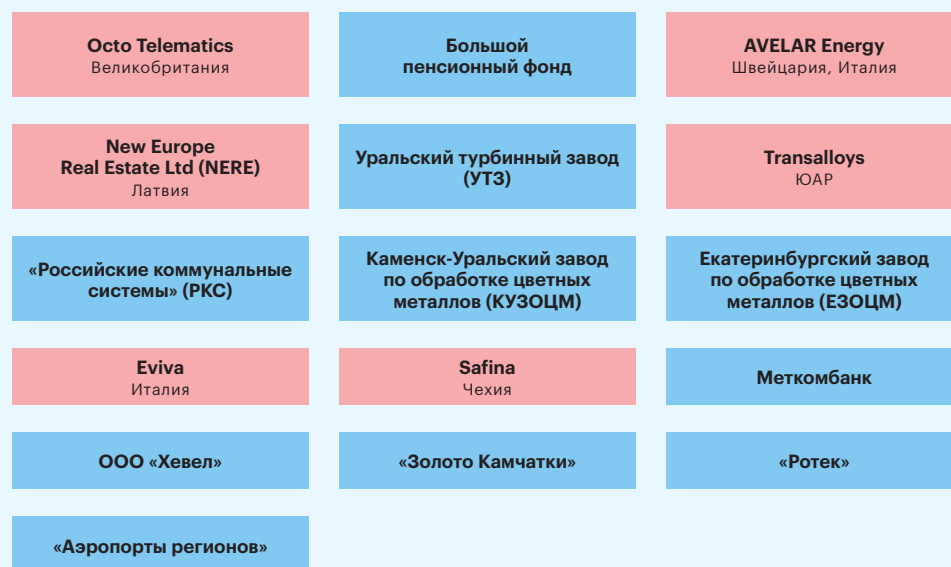 Octo Telematics
Великобритания
Большой
пенсионный фонд
AVELAR Energy
Швейцария, Италия
New Europe
Real Estate Ltd (NERE)
Латвия
Уральский турбинный завод
(УТЗ)
Transalloys
ЮАР
«Российские коммунальные
системы» (РКС)
Каменск-Уральский завод
по обработке цветных
металлов (КУЗОЦМ)
Екатеринбургский завод
по обработке цветных
металлов (ЕЗОЦМ)
Eviva
Италия
Safina
Чехия
Меткомбанк
ООО «Хевел»
«Золото Камчатки»
«Ротек»
«Аэропорты регионов»